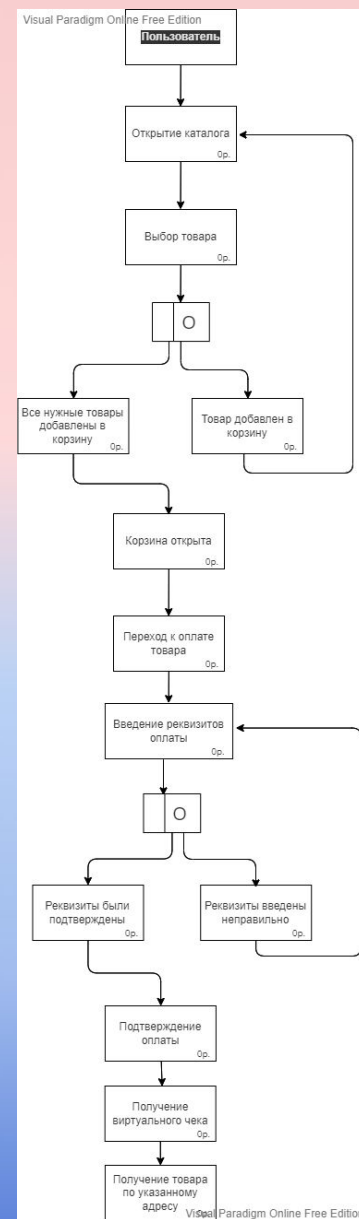 Visual Paradigm Online Free Edition
Пользователь
Открытие каталога
0р.
Выбор товара
0р.
O
Все нужные товары
добавлены в
корзину
0р.
Товар добавлен в
корзину
0р.
Корзина открыта
0р.
Переход к оплате
товара
0р.
Введение реквизитов
оплаты
0р.
O
Реквизиты были
подтверждены
0р.
Реквизиты введены
неправильно
0р.
Подтверждение
оплаты
0р.
Получение
виртуального чека
0р.
Получение товара
по указанному
адресу
0р.
Visual Paradigm Online Free Edition